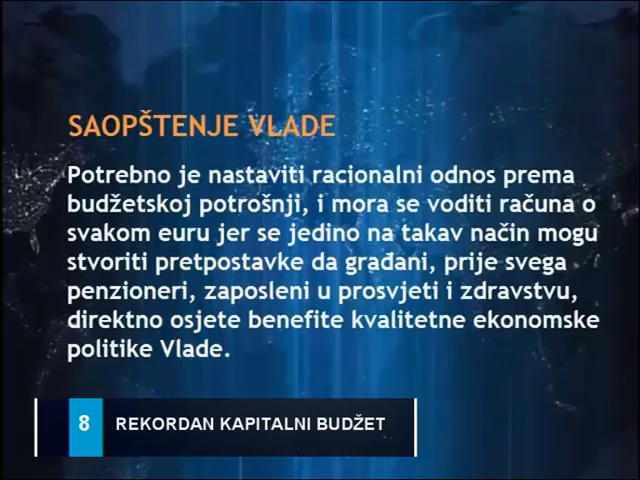 SAOPŠTENJE VLADE
Potrebno je nastaviti racionalni odnos prema
budžetskoj potrošnji, i mora se voditi računa o
svakom euru jer se jedino na takav način mogu
stvoriti pretpostavke da građani, prije svega
penzioneri, zaposleni u prosvjeti i zdravstvu,
direktno osjete benefite kvalitetne ekonomske
politike Vlade.
8 REKORDAN KAPITALNI BUDŽET